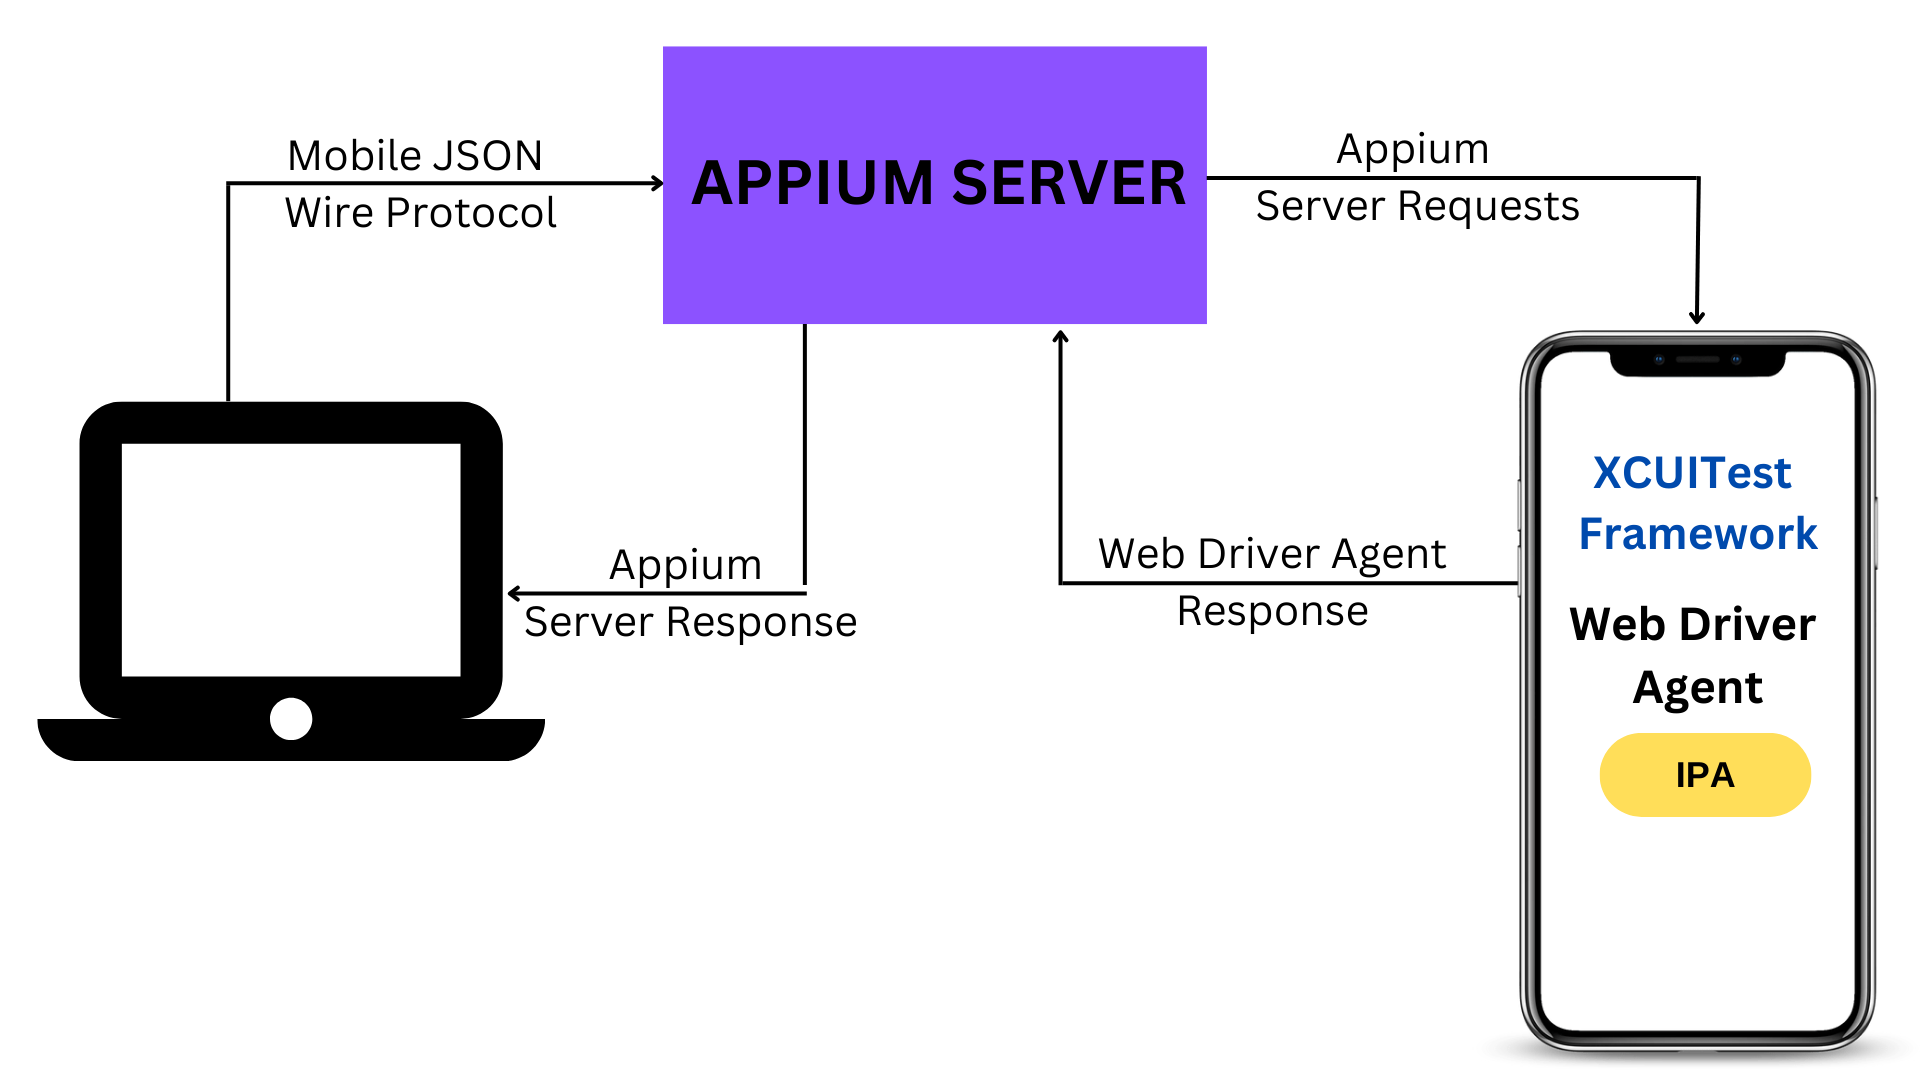 Mobile JSON
Wire Protocol
APPIUM SERVER
Appium
Server Requests
Appium
Server Response
Web Driver Agent
Response
XCUITest
Framework
Web Driver
Agent
IPA